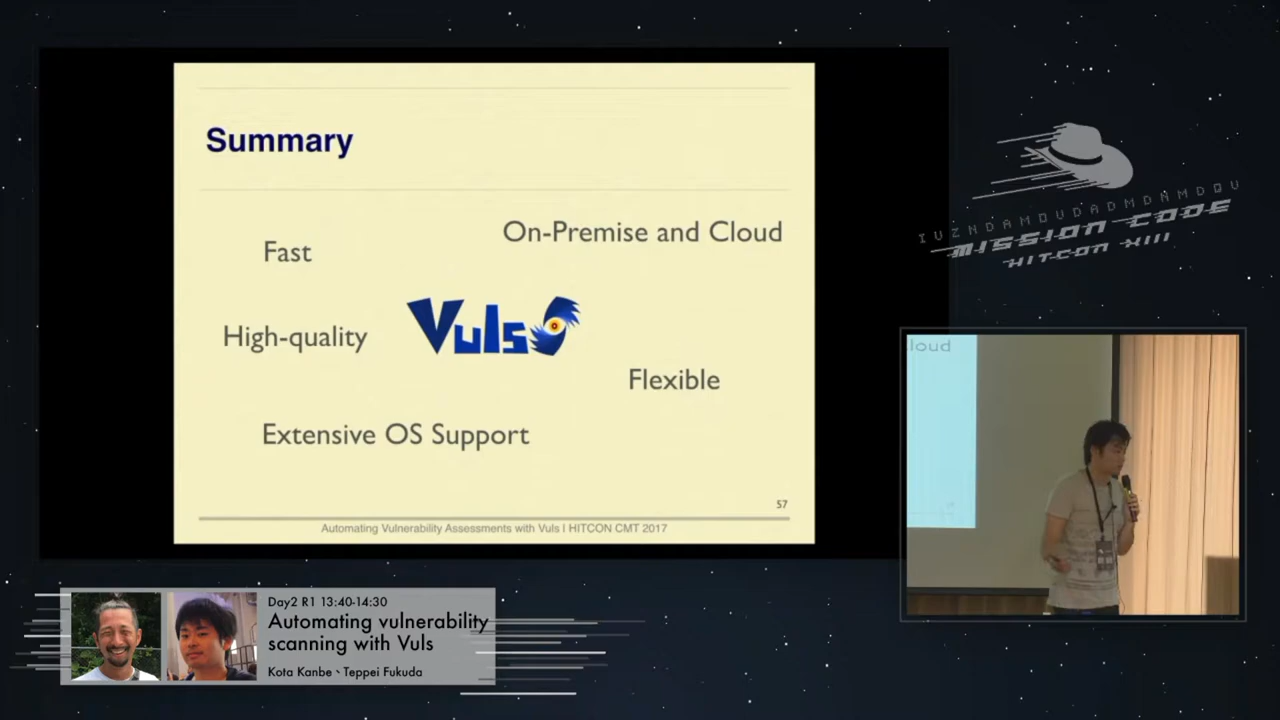 Summary
Fast
On-Premise and Cloud
High-quality
Vuls
Flexible
Extensive OS Support
57
Automating Vulnerability Assessments with Vuls | HITCON CMT 2017
IVZNDAMOVDADMDNMDQV
MISSION CODE
HITCON XIII
loud
Day2 R1 13:40-14:30
Automating vulnerability
scanning with Vuls
Kota Kanbe、Teppei Fukuda